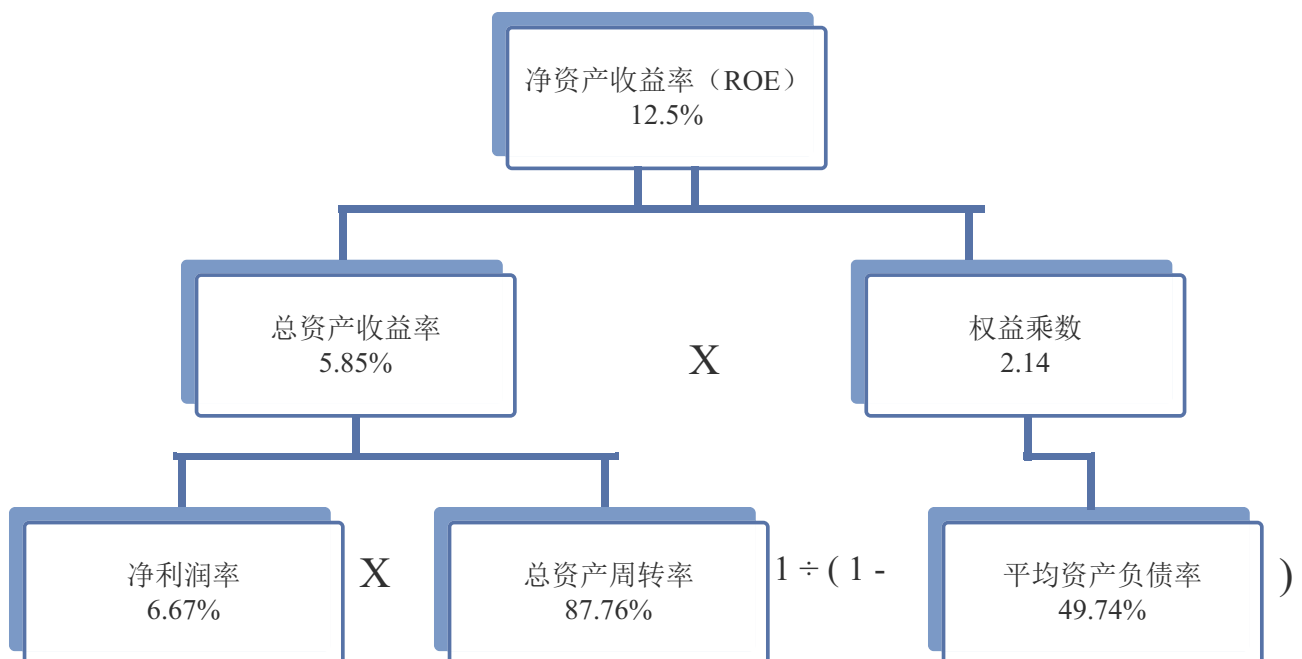 净资产收益率（ROE）
12.5%
总资产收益率
5.85%
X
权益乘数
2.14
净利润率
6.67%
X
总资产周转率
87.76%
1 ÷ ( 1 -
平均资产负债率
49.74%
)